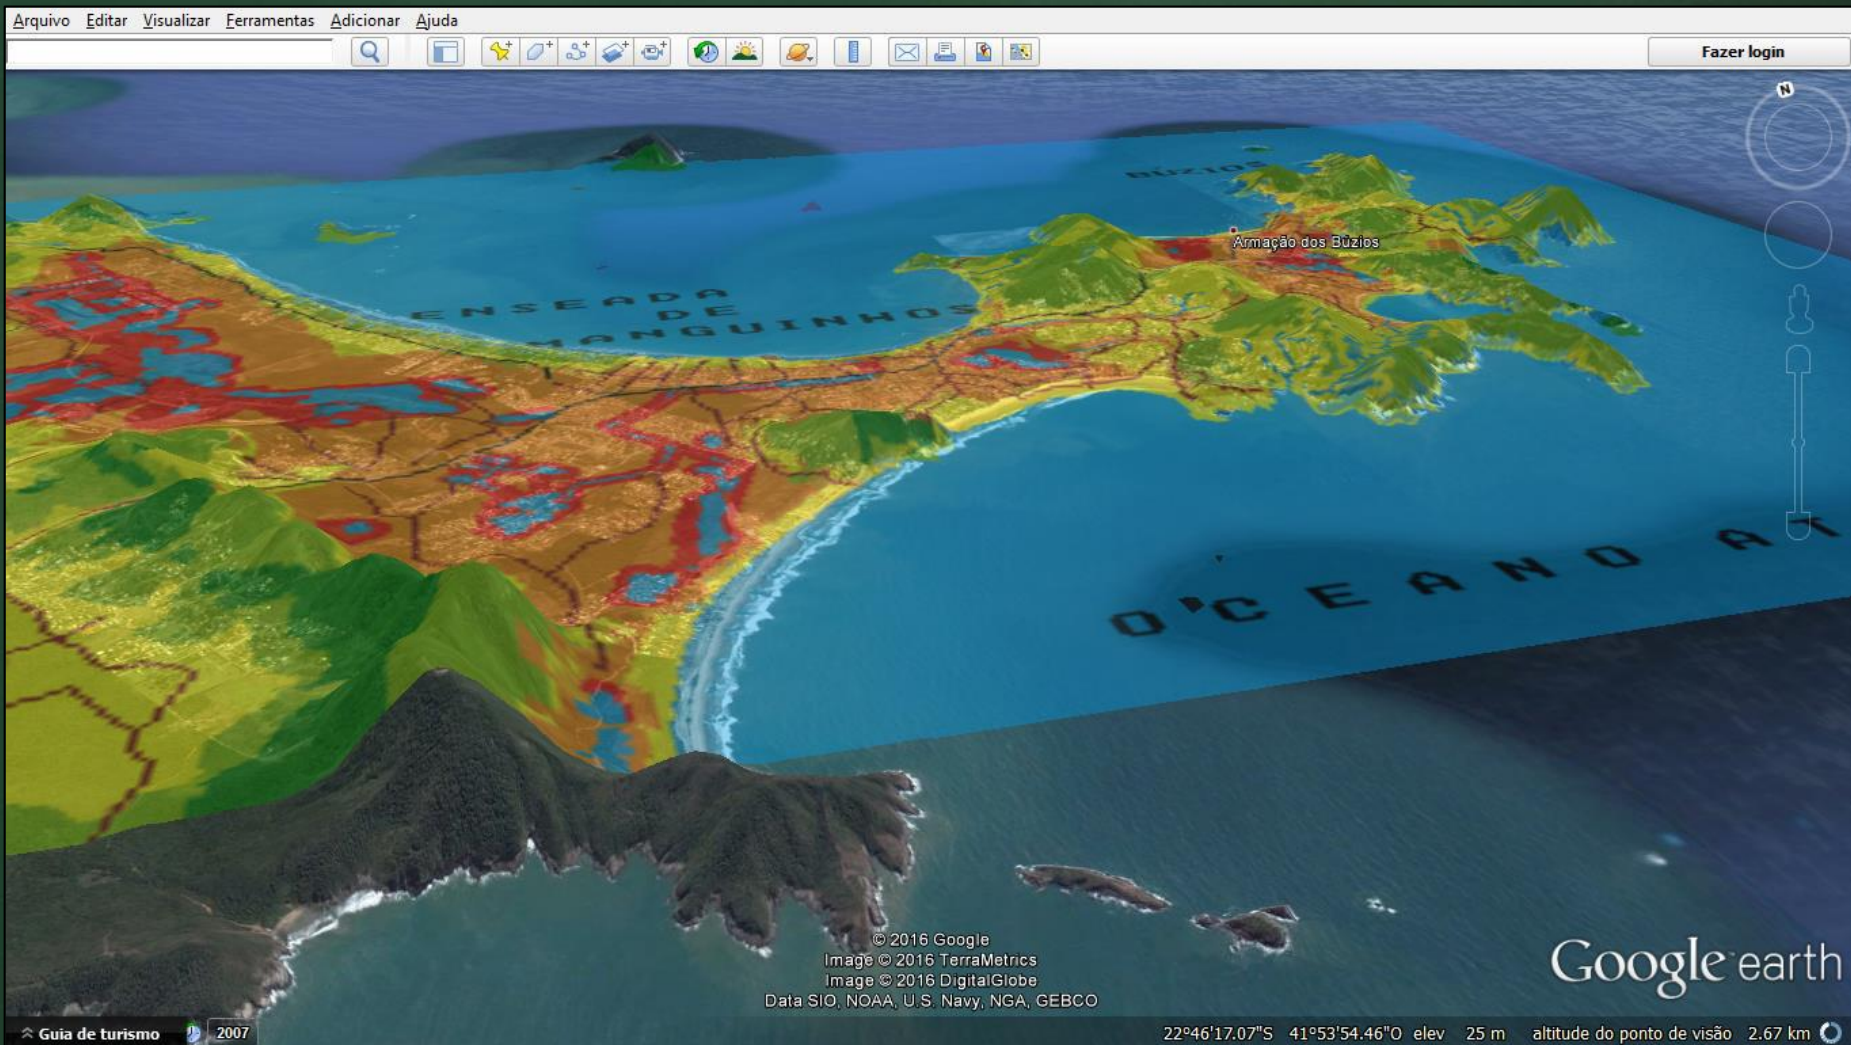 Arquivo Editar Visualizar Ferramentas Adicionar Ajuda
Fazer login
N
BÚZIOS
Armação dos Búzios
ENSEADA
DE
MANGUINHOS
OCEANO AT
© 2016 Google
Image © 2016 TerraMetrics
Image © 2016 DigitalGlobe
Data SIO, NOAA, U.S. Navy, NGA, GEBCO
Google earth
Guia de turismo 2007
22°46'17.07"S 41°53'54.46"O elev 25 m altitude do ponto de visão 2.67 km